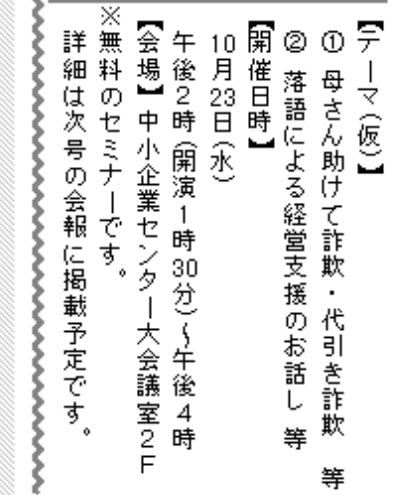 【テーマ(仮)】
① 母さん助けて詐欺・代引き詐欺 等
② 落語による経営支援のお話し 等
【開催日時】
10月23日(水)
午後2時(開演1時30分)~午後4時
【会場】中小企業センター大会議室2F
※無料のセミナーです。
詳細は次号の会報に掲載予定です。